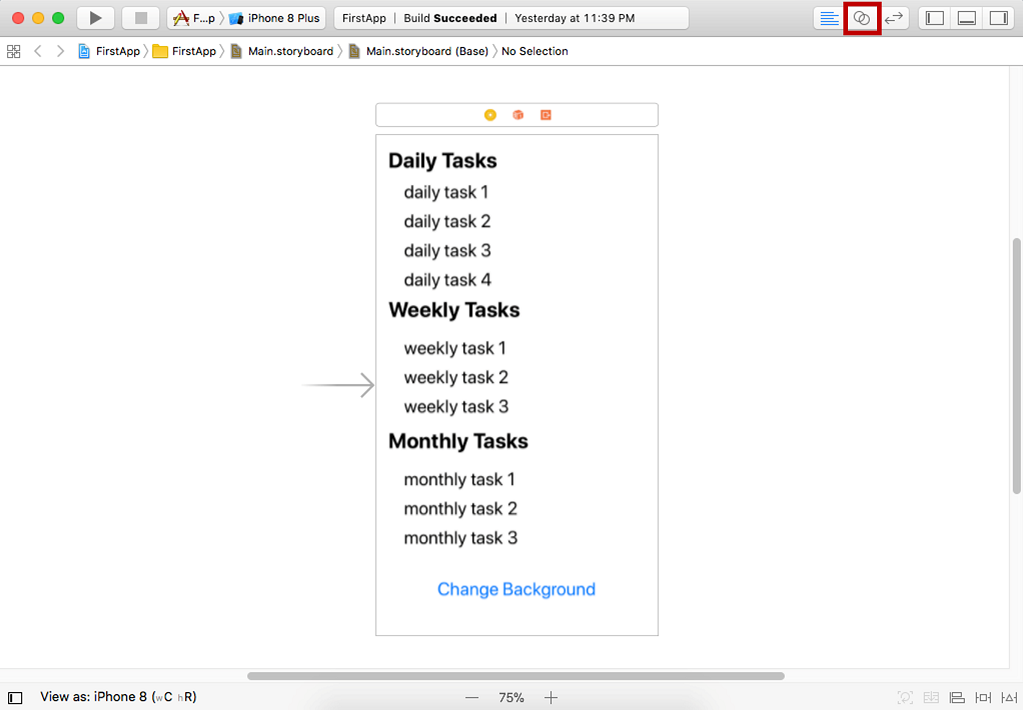 F...p iPhone 8 Plus FirstApp | Build Succeeded | Yesterday at 11:39 PM
FirstApp FirstApp Main.storyboard Main.storyboard (Base) No Selection
Daily Tasks
daily task 1
daily task 2
daily task 3
daily task 4
Weekly Tasks
weekly task 1
weekly task 2
weekly task 3
Monthly Tasks
monthly task 1
monthly task 2
monthly task 3
Change Background
View as: iPhone 8 (wC hR) 75%